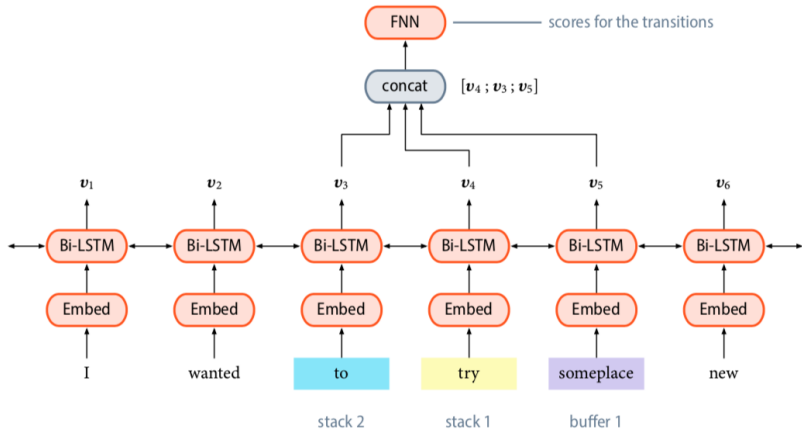 FNN scores for the transitions
concat [v4 ; v3 ; v5]
v1 v2 v3 v4 v5 v6
Bi-LSTM Bi-LSTM Bi-LSTM Bi-LSTM Bi-LSTM Bi-LSTM
Embed Embed Embed Embed Embed Embed
I wanted to try someplace new
stack 2 stack 1 buffer 1